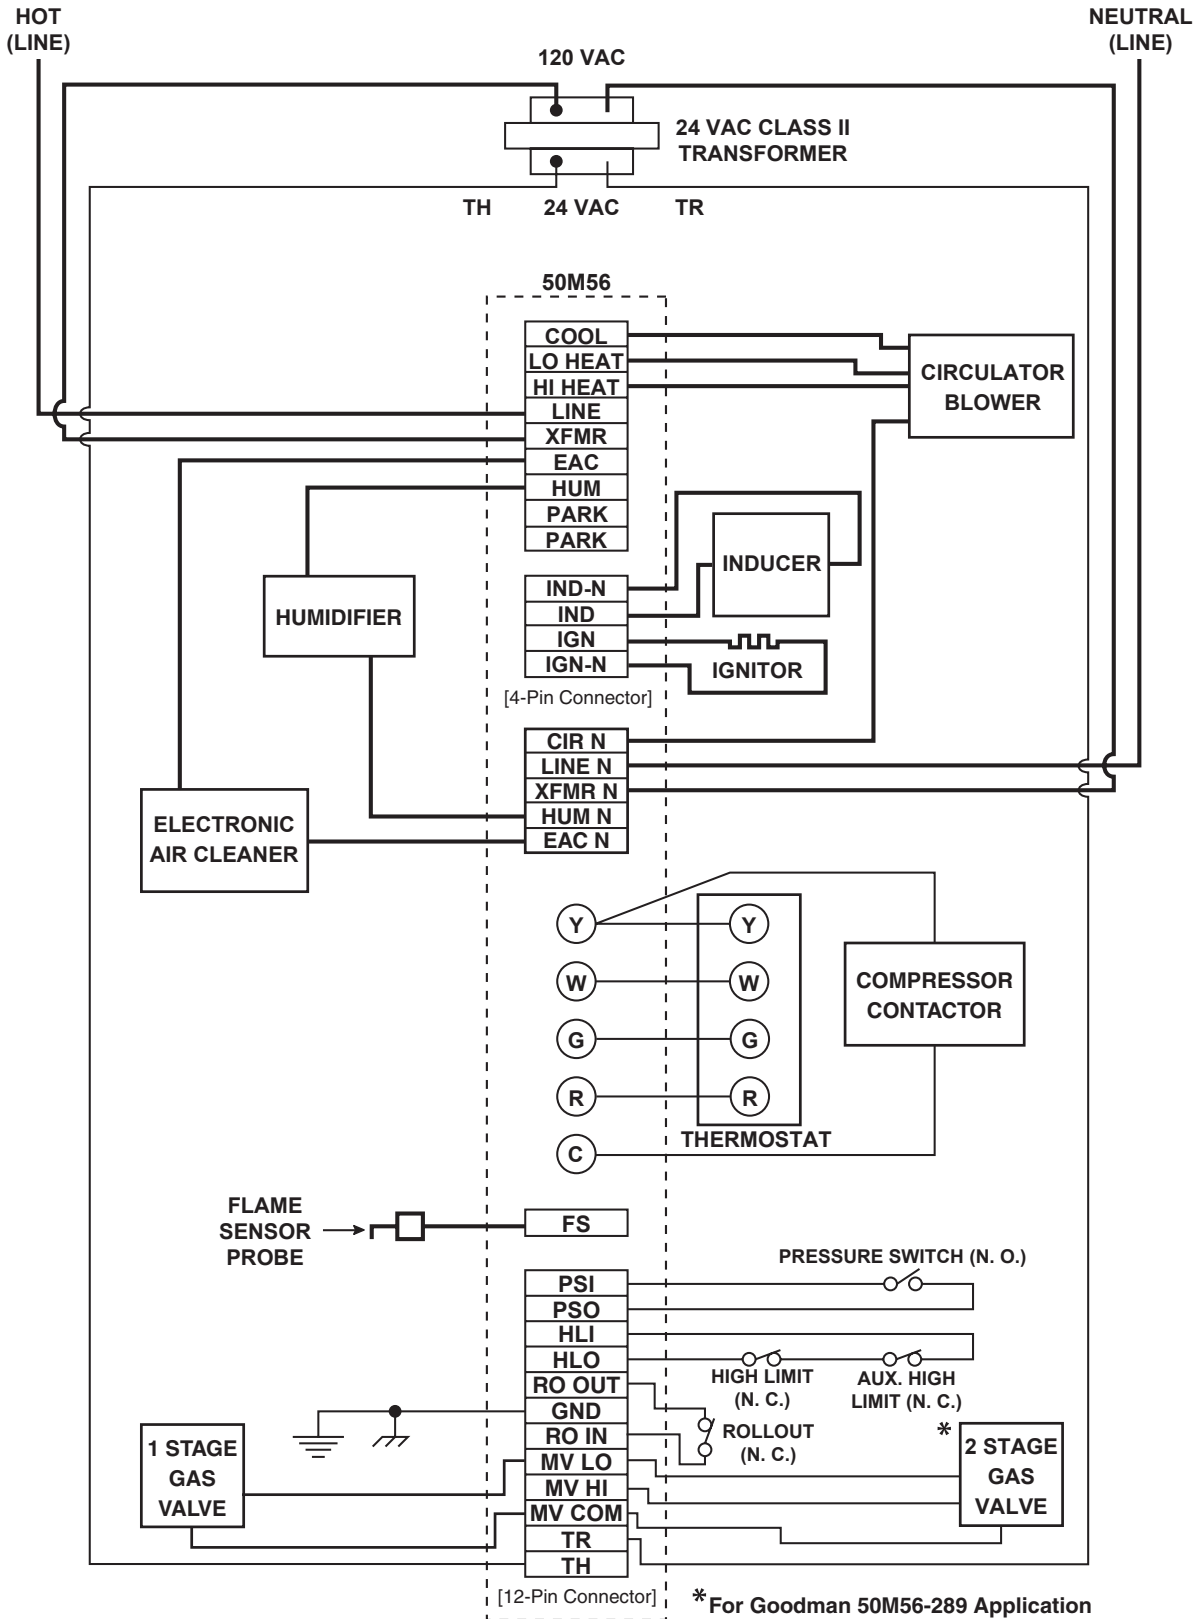 HOT
(LINE)
NEUTRAL
(LINE)
120 VAC
24 VAC CLASS II
TRANSFORMER
TH
24 VAC
TR
50M56
COOL
LO HEAT
HI HEAT
LINE
XFMR
EAC
HUM
PARK
PARK
CIRCULATOR
BLOWER
INDUCER
HUMIDIFIER
IND-N
IND
IGN
IGN-N
IGNITOR
[4-Pin Connector]
CIR N
LINE N
XFMR N
HUM N
EAC N
ELECTRONIC
AIR CLEANER
Y
Y
W
W
G
G
R
R
C
THERMOSTAT
COMPRESSOR
CONTACTOR
FLAME
SENSOR
PROBE
FS
PRESSURE SWITCH (N. O.)
PSI
PSO
HLI
HLO
RO OUT
GND
RO IN
MV LO
MV HI
MV COM
TR
TH
HIGH LIMIT
(N. C.)
AUX. HIGH
LIMIT (N. C.)
ROLLOUT
(N. C.)
1 STAGE
GAS
VALVE
*
2 STAGE
GAS
VALVE
[12-Pin Connector]
*For Goodman 50M56-289 Application